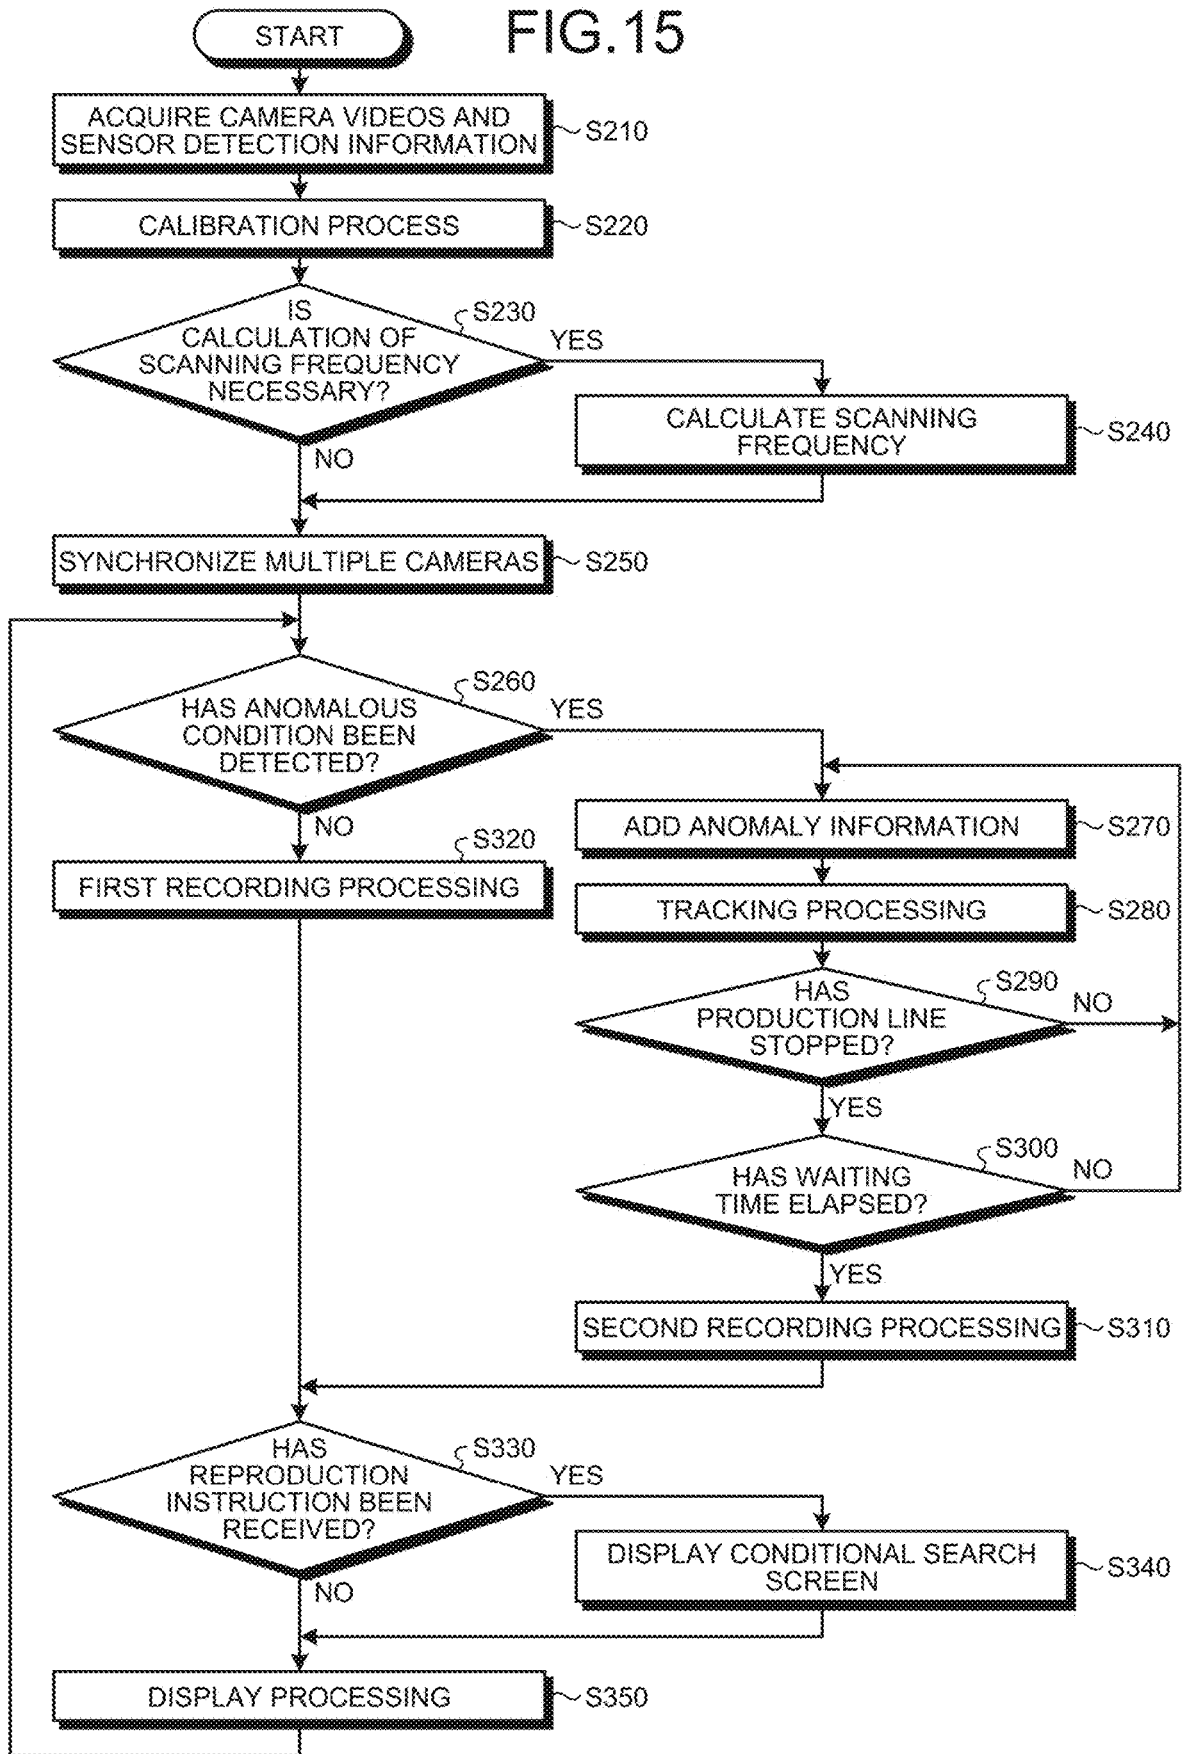 FIG.15
START
ACQUIRE CAMERA VIDEOS AND
SENSOR DETECTION INFORMATION
S210
CALIBRATION PROCESS
S220
IS
CALCULATION OF
SCANNING FREQUENCY
NECESSARY?
S230
YES
NO
CALCULATE SCANNING
FREQUENCY
S240
SYNCHRONIZE MULTIPLE CAMERAS
S250
HAS ANOMALOUS
CONDITION BEEN
DETECTED?
S260
YES
NO
ADD ANOMALY INFORMATION
S270
S320
FIRST RECORDING PROCESSING
TRACKING PROCESSING
S280
HAS
PRODUCTION LINE
STOPPED?
S290
NO
YES
HAS WAITING
TIME ELAPSED?
S300
NO
YES
SECOND RECORDING PROCESSING
S310
HAS
REPRODUCTION
INSTRUCTION BEEN
RECEIVED?
S330
YES
NO
DISPLAY CONDITIONAL SEARCH
SCREEN
S340
DISPLAY PROCESSING
S350